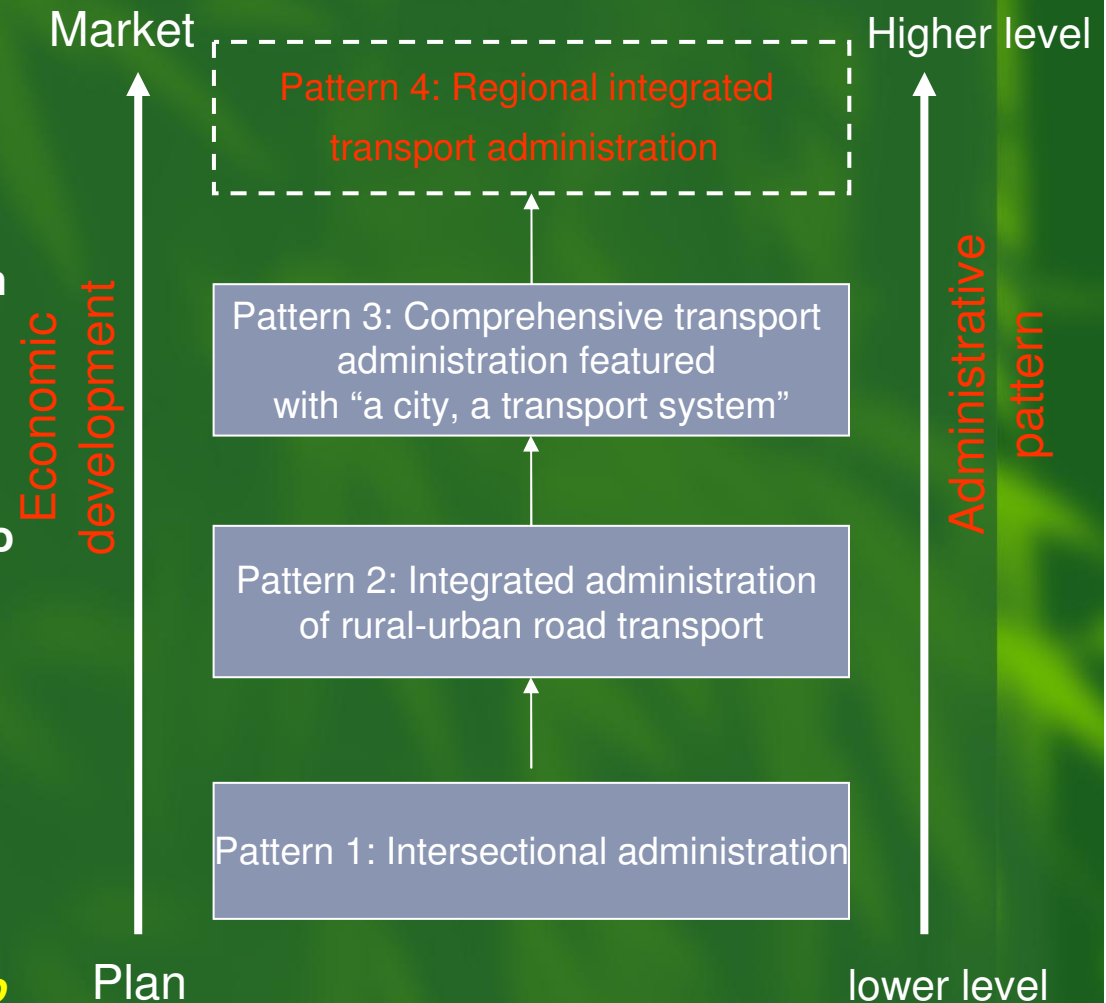 Market
Higher level
Pattern 4: Regional integrated
transport administration
Economic
development
Pattern 3: Comprehensive transport
administration featured
with “a city, a transport system”
Administrative
pattern
Pattern 2: Integrated administration
of rural-urban road transport
Pattern 1: Intersectional administration
Plan
lower level